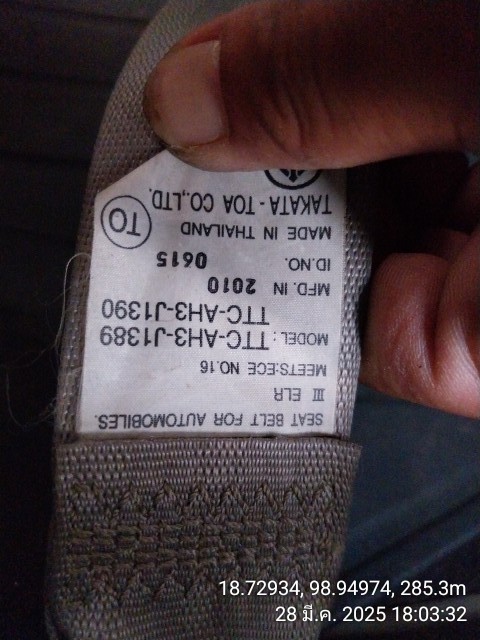 SEAT BELT FOR AUTOMOBILES.
III ELR
MEETS:ECE NO.16
MODEL: TTC-AH3-J1389
TTC-AH3-J1390
MFD. IN 2010
ID.NO. 0615
MADE IN THAILAND
TAKATA - TOA CO.,LTD.
TO
18.72934, 98.94974, 285.3m
28 มี.ค. 2025 18:03:32